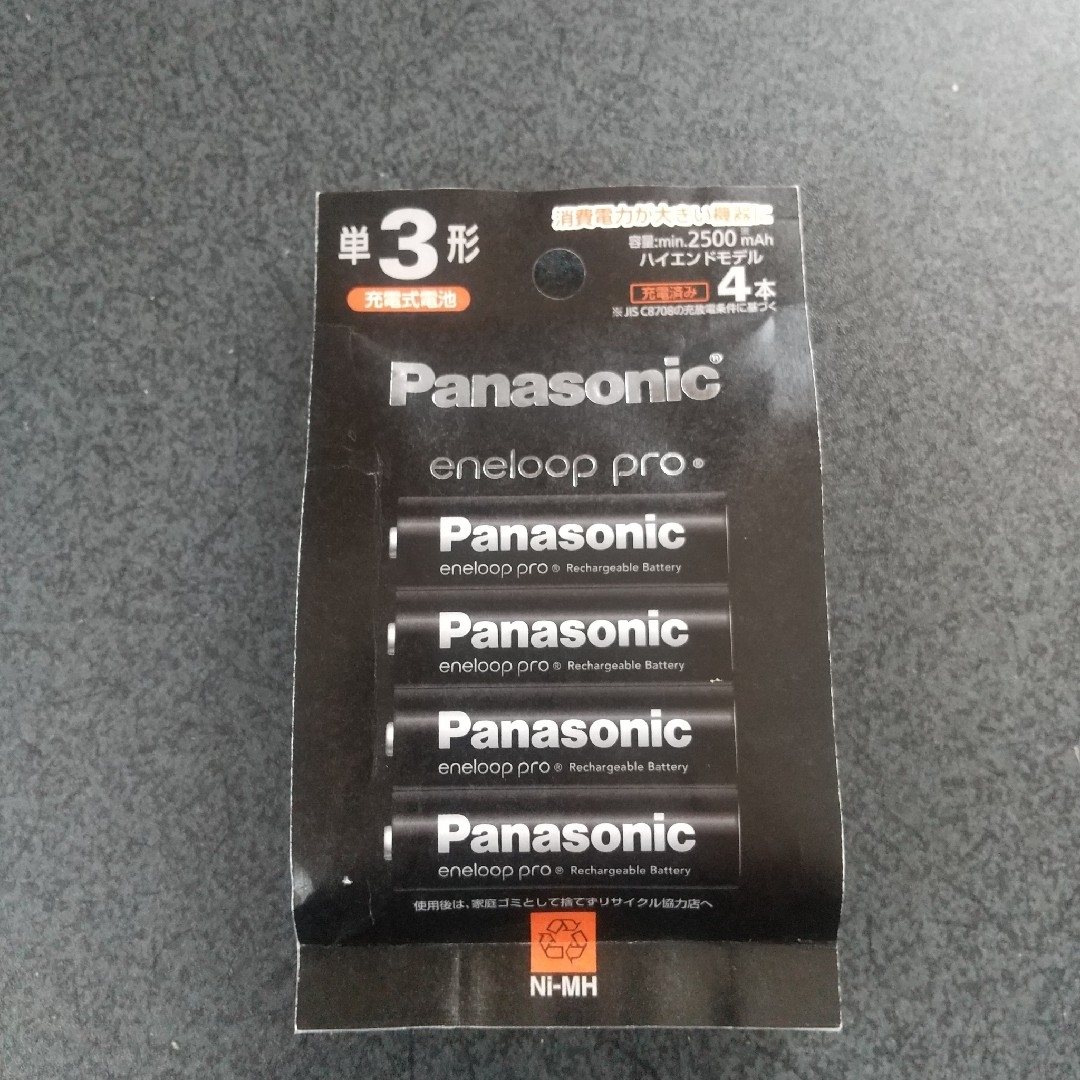 単3形
充電式電池
消費電力が大きい機器に
容量:min.2500※mAh
ハイエンドモデル
充電済み 4本
※JIS C8708の充放電条件に基づく
Panasonic®
eneloop pro®
Panasonic
eneloop pro® Rechargeable Battery
Panasonic
eneloop pro® Rechargeable Battery
Panasonic
eneloop pro® Rechargeable Battery
Panasonic
eneloop pro® Rechargeable Battery
使用後は、家庭ゴミとして捨てずリサイクル協力店へ
Ni-MH